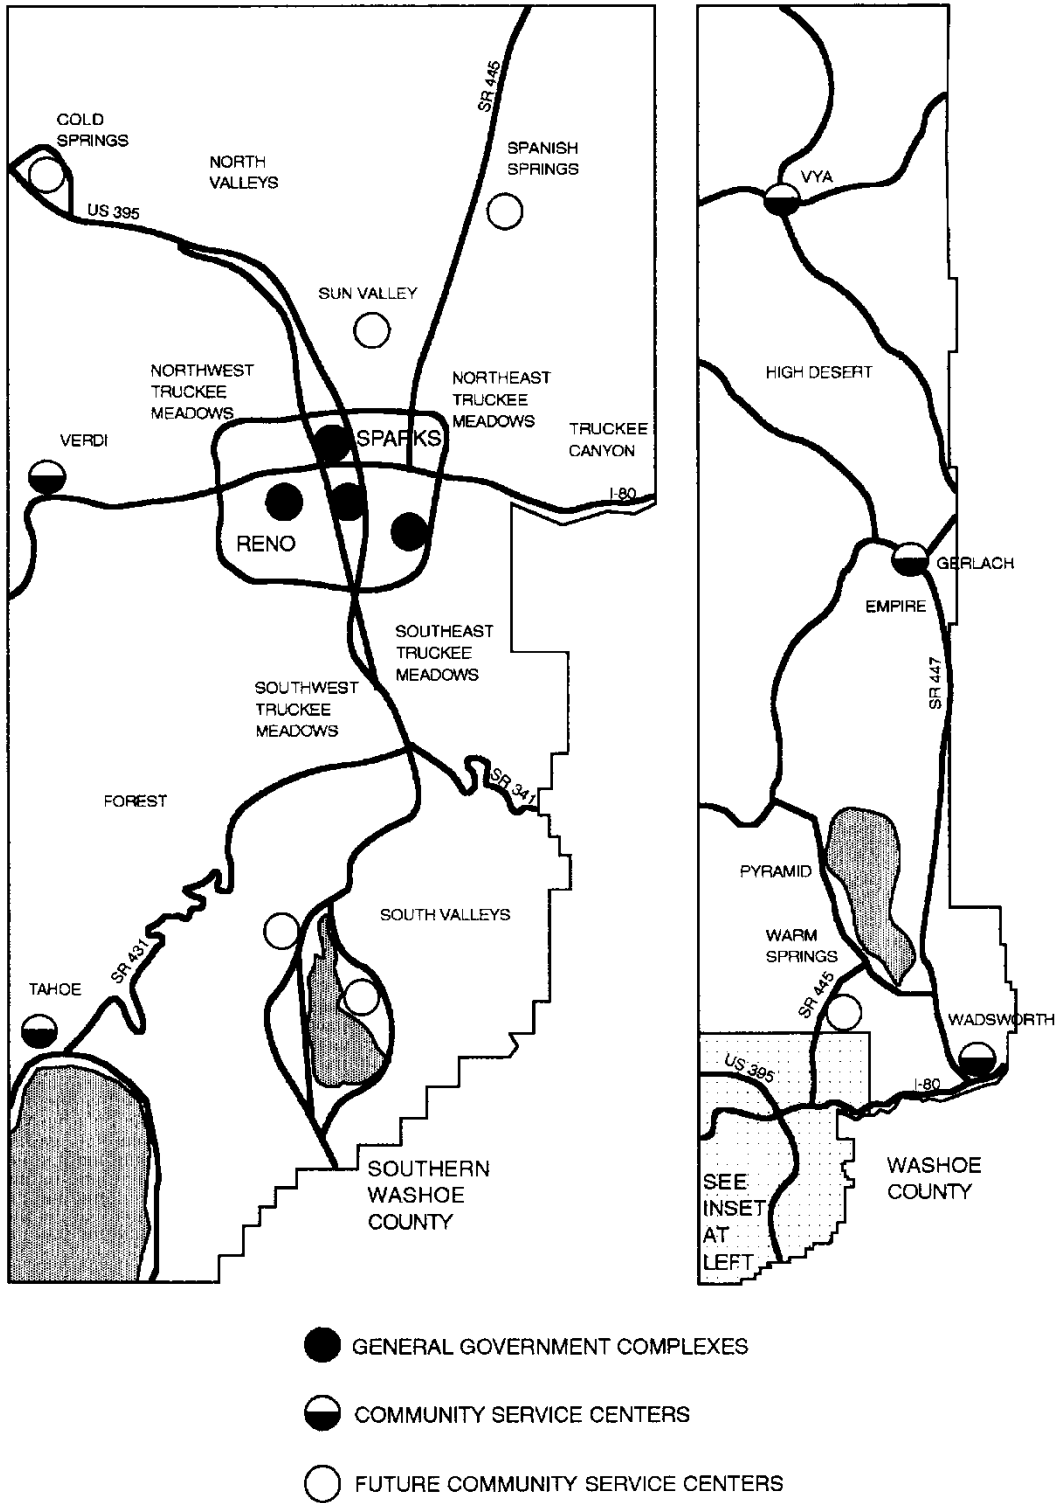 COLD
SPRINGS
NORTH
VALLEYS
SR 445
SPANISH
SPRINGS
US 395
SUN VALLEY
NORTHWEST
TRUCKEE
MEADOWS
NORTHEAST
TRUCKEE
MEADOWS
VERDI
SPARKS
TRUCKEE
CANYON
I-80
RENO
SOUTHEAST
TRUCKEE
MEADOWS
SOUTHWEST
TRUCKEE
MEADOWS
FOREST
SR 341
SOUTH VALLEYS
SR 431
TAHOE
SOUTHERN
WASHOE
COUNTY
VYA
HIGH DESERT
GERLACH
EMPIRE
SR 447
PYRAMID
WARM
SPRINGS
SR 445
WADSWORTH
US 395
I-80
WASHOE
COUNTY
SEE
INSET
AT
LEFT
GENERAL GOVERNMENT COMPLEXES
COMMUNITY SERVICE CENTERS
FUTURE COMMUNITY SERVICE CENTERS